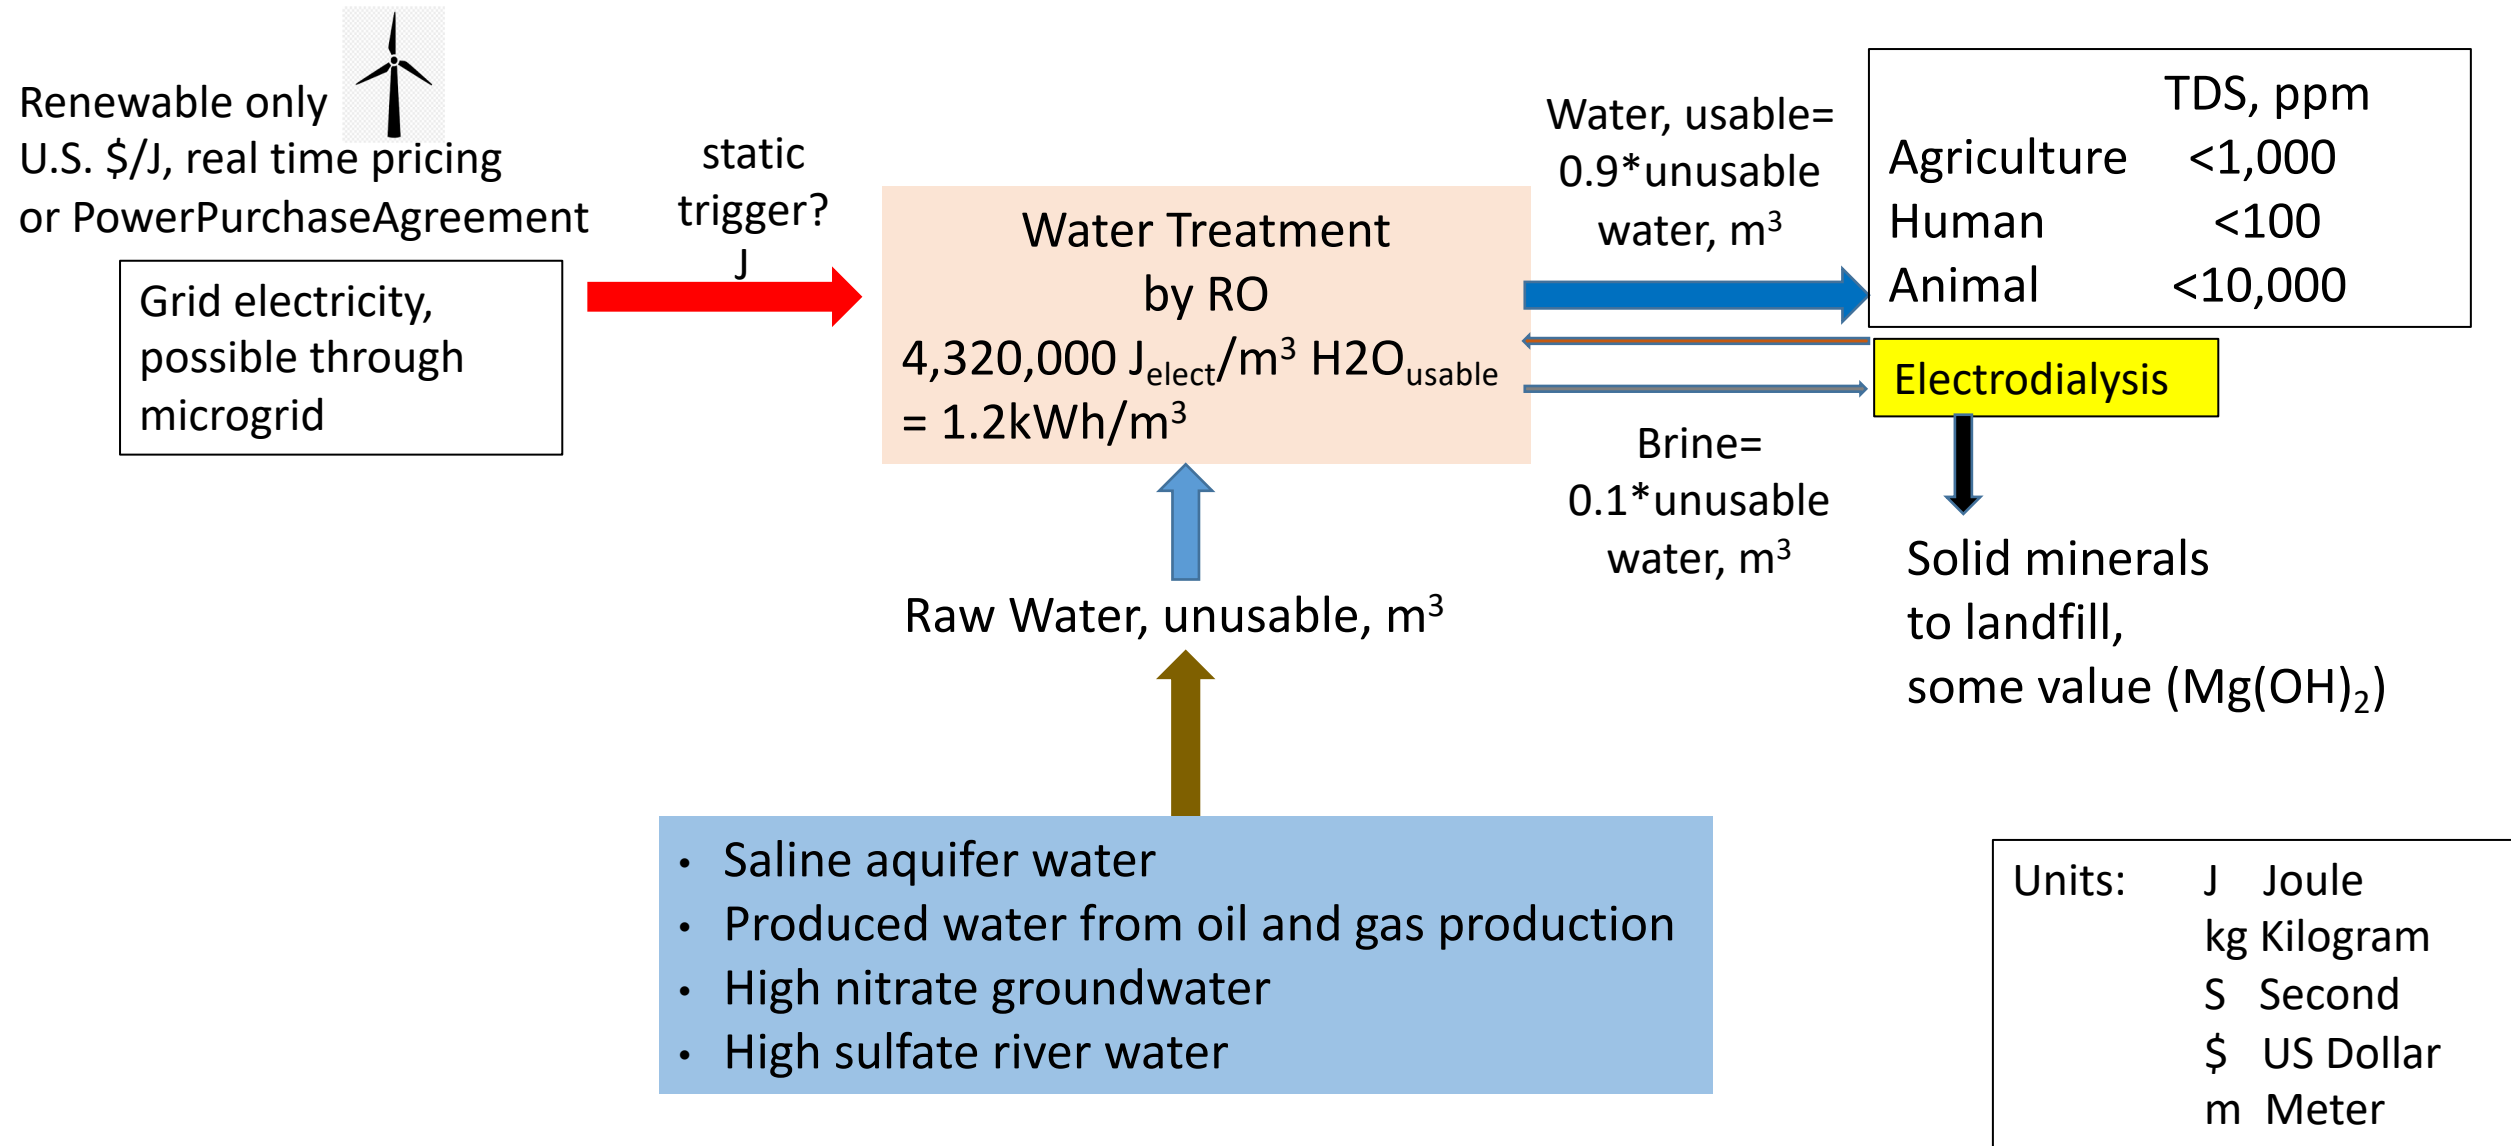 Renewable only
U.S. $/J, real time pricing
or PowerPurchaseAgreement
Grid electricity,
possible through
microgrid
static
trigger?
J
Water Treatment
by RO
4,320,000 J_elect/m³ H2O_usable
= 1.2kWh/m³
Water, usable=
0.9*unusable
water, m³
TDS, ppm
Agriculture <1,000
Human <100
Animal <10,000
Electrodialysis
Brine=
0.1*unusable
water, m³
Solid minerals
to landfill,
some value (Mg(OH)₂)
Raw Water, unusable, m³
• Saline aquifer water
• Produced water from oil and gas production
• High nitrate groundwater
• High sulfate river water
Units: J Joule
kg Kilogram
S Second
$ US Dollar
m Meter